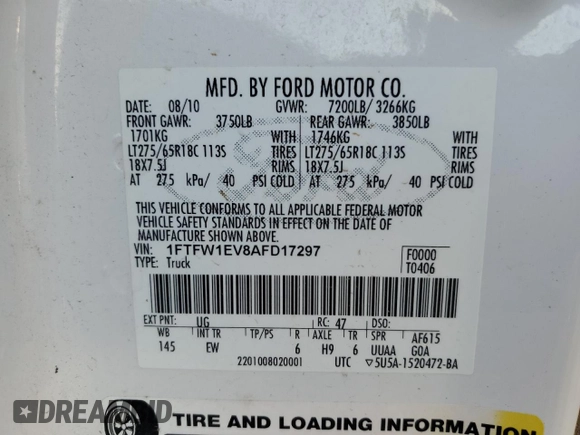 MFD. BY FORD MOTOR CO.
DATE: 08/10 GVWR: 7200LB/ 3266KG
FRONT GAWR: 3750LB REAR GAWR: 3850LB
1701KG WITH 1746KG WITH
LT275/65R18C 113S TIRES LT275/65R18C 113S TIRES
18X7.5J RIMS 18X7.5J RIMS
AT 275 kPa/ 40 PSI COLD AT 275 kPa/ 40 PSI COLD
THIS VEHICLE CONFORMS TO ALL APPLICABLE FEDERAL MOTOR
VEHICLE SAFETY STANDARDS IN EFFECT ON THE DATE OF
MANUFACTURE SHOWN ABOVE.
VIN: 1FTFW1EV8AFD17297 F0000
TYPE: Truck T0406
EXT PNT: UG RC: 47 DSO:
WB INT TR TP/PS R AXLE TR S AF615
145 EW 6 H9 6 UUAA GOA
2201008020001 UTC ▽5U5A-1520472-BA
TIRE AND LOADING INFORMATION
DREAMBID.COM